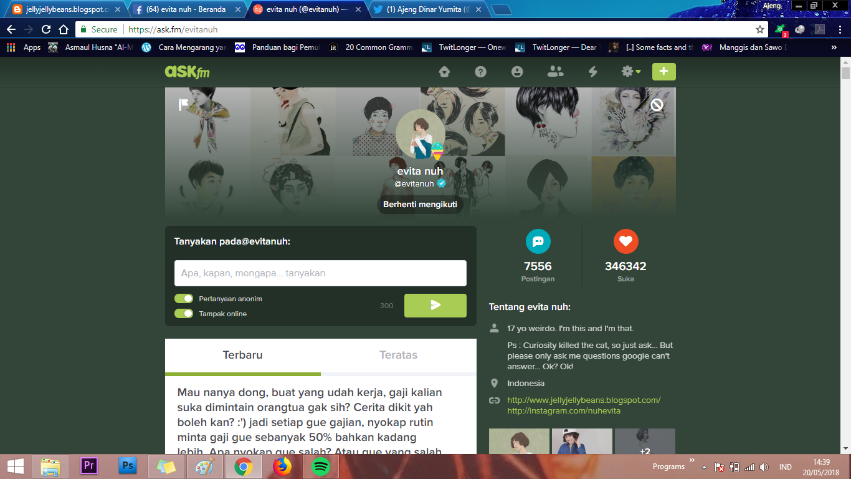 jellyjellybeans.blogspot.c
(64) evita nuh - Beranda
evita nuh (@evitanuh) —
(1) Ajeng Dinar Yumita (@
Ajeng
Secure
https://ask.fm/evitanuh
Apps
Asmaul Husna "Al-M
Cara Mengarang yan
Panduan bagi Pemul
20 Common Gramm
TwitLonger — Onew
TwitLonger — Dear
[..] Some facts and th
Manggis dan Sawo
ASKfm
evita nuh
@evitanuh
Berhenti mengikuti
Tanyakan pada@evitanuh:
Apa, kapan, mengapa... tanyakan
Pertanyaan anonim
Tampak online
300
7556
Postingan
346342
Suka
Tentang evita nuh:
17 yo weirdo. I'm this and I'm that.
Ps : Curiosity killed the cat, so just ask... But
please only ask me questions google can't
answer... Ok? Ok!
Indonesia
http://www.jellyjellybeans.blogspot.com/
http://instagram.com/nuhevita
+2
Terbaru
Teratas
Mau nanya dong, buat yang udah kerja, gaji kalian
suka dimintain orangtua gak sih? Cerita dikit yah
boleh kan? :') jadi setiap gue gajian, nyokap rutin
minta gaji gue sebanyak 50% bahkan kadang
lebih. Apa nyokap gue salah? Atau gue yang salah
Pr
Ps
Programs
IND
14:39
20/05/2018